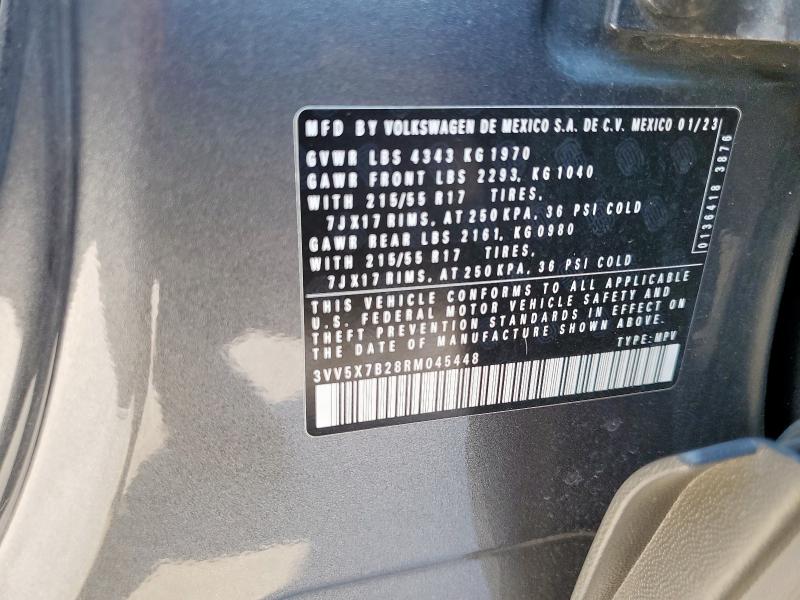 MFD BY VOLKSWAGEN DE MEXICO S.A. DE C.V. MEXICO 01/23
GVWR LBS 4343 KG 1970
GAWR FRONT LBS 2293, KG 1040
WITH 215/55 R17 TIRES,
7JX17 RIMS, AT 250 KPA, 36 PSI COLD
GAWR REAR LBS 2161, KG 0980
WITH 215/55 R17 TIRES,
7JX17 RIMS, AT 250 KPA, 36 PSI COLD
0136418 3876
THIS VEHICLE CONFORMS TO ALL APPLICABLE
U.S. FEDERAL MOTOR VEHICLE SAFETY AND
THEFT PREVENTION STANDARDS IN EFFECT ON
THE DATE OF MANUFACTURE SHOWN ABOVE.
TYPE: MPV
3VV5X7B28RM045448